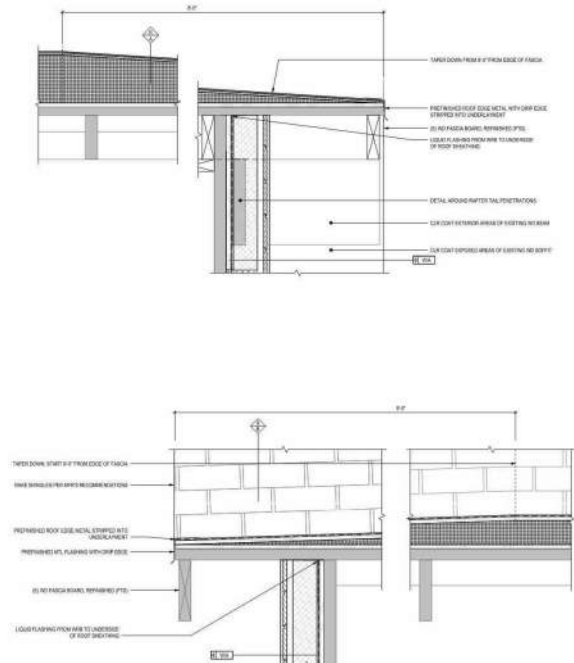 8'-0"
TAPER DOWN FROM 8'-0" FROM EDGE OF FASCIA
PREFINISHED ROOF EDGE METAL WITH DRIP EDGE
STRIPPED INTO UNDERLAYMENT
(E) WD FASCIA BOARD, REFINISHED (PTD)
LIQUID FLASHING FROM WRB TO UNDERSIDE
OF ROOF SHEATHING
DETAIL AROUND RAFTER TAIL PENETRATIONS
CLR COAT EXTERIOR AREAS OF EXISTING WD BEAM
CLR COAT EXPOSED AREAS OF EXISTING WD SOFFIT
TAPER DOWN, START 8'-0" FROM EDGE OF FASCIA
RAKE SHINGLES PER MFR'S RECOMMENDATIONS
PREFINISHED ROOF EDGE METAL STRIPPED INTO
UNDERLAYMENT
PREFINISHED MTL FLASHING WITH DRIP EDGE
(E) WD FASCIA BOARD, REFINISHED (PTD)
LIQUID FLASHING FROM WRB TO UNDERSIDE
OF ROOF SHEATHING